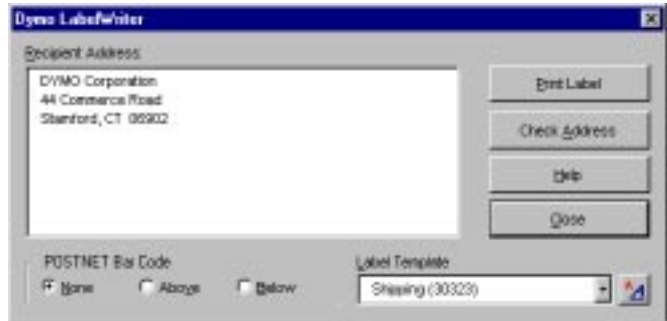 Dymo LabelWriter
Recipient Address:
DYMO Corporation
44 Commerce Road
Stamford, CT 06902
Print Label
Check Address
Help
Close
POSTNET Bar Code
None
Above
Below
Label Template
Shipping (30323)